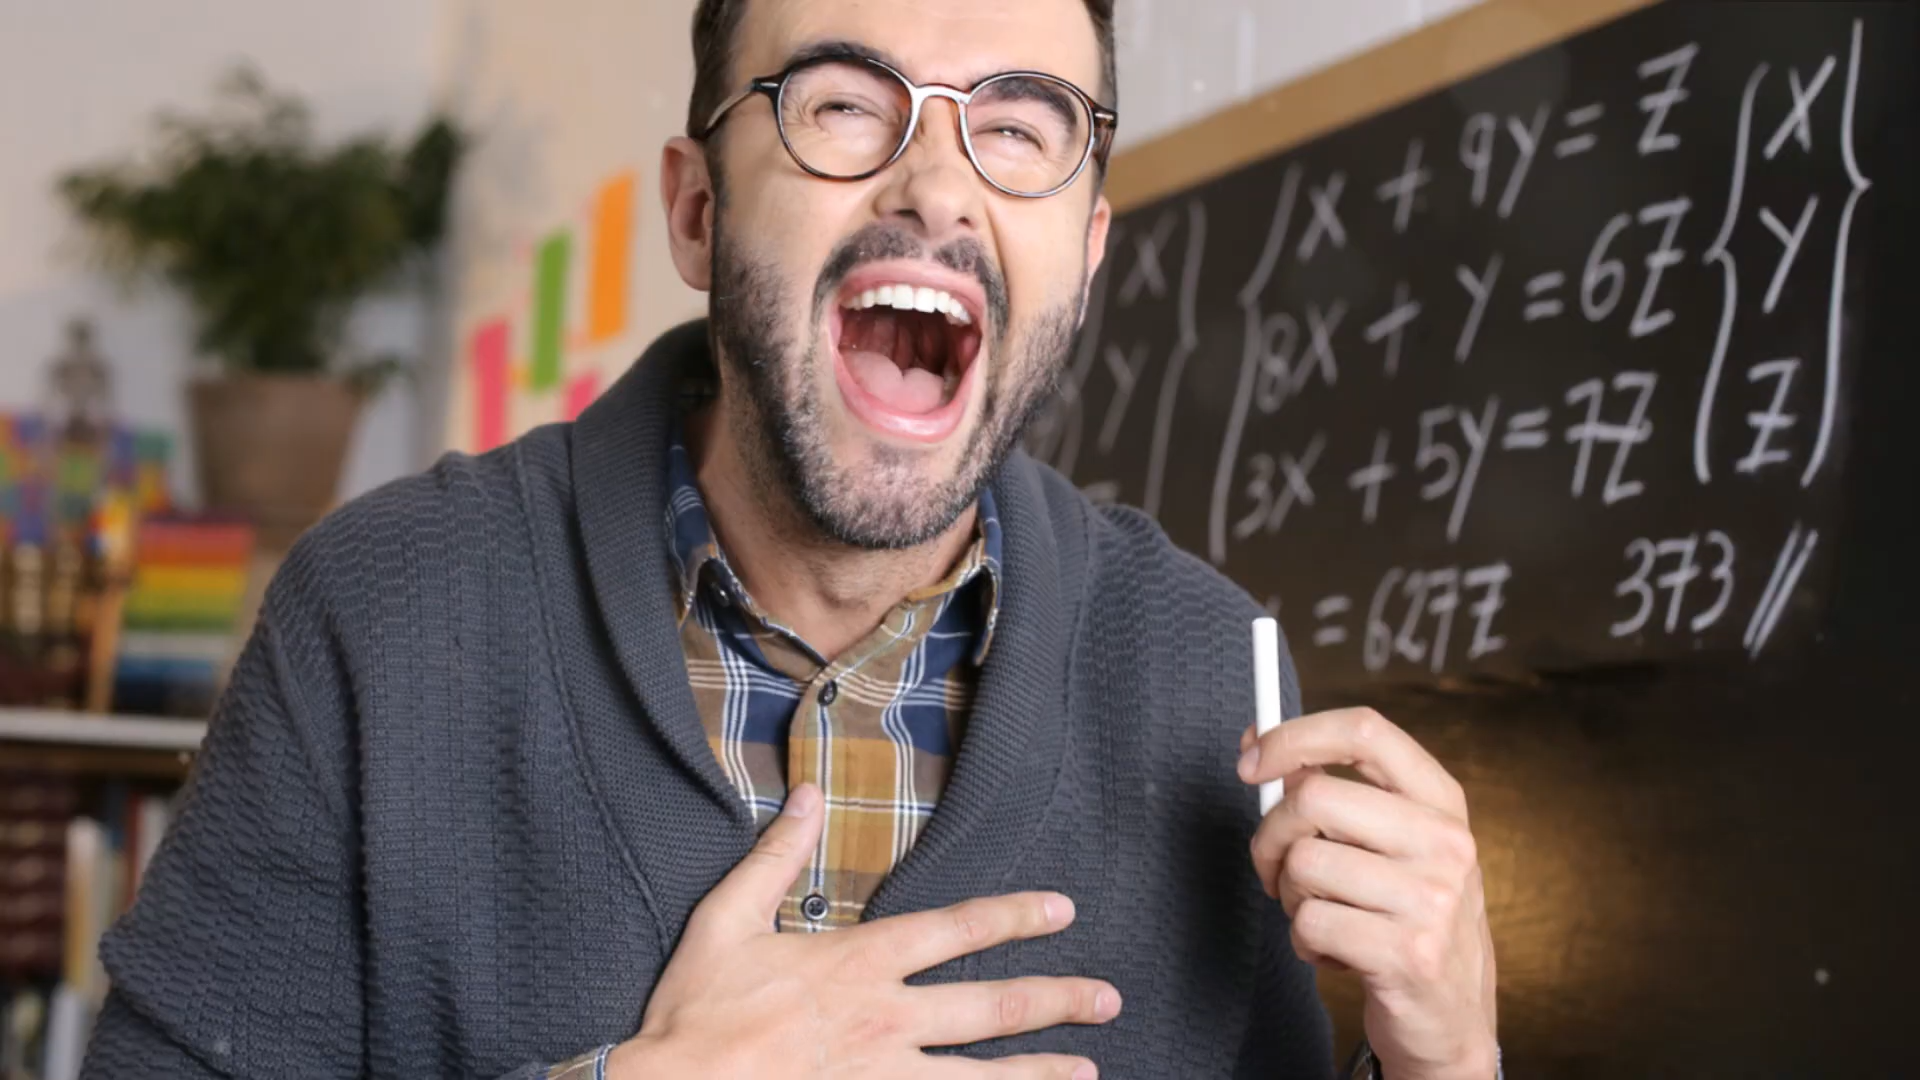 X + 9y = Z
8X + Y = 6Z
3X + 5Y = 7Z
= 627Z 373 //
X
Y
Z
X
Y